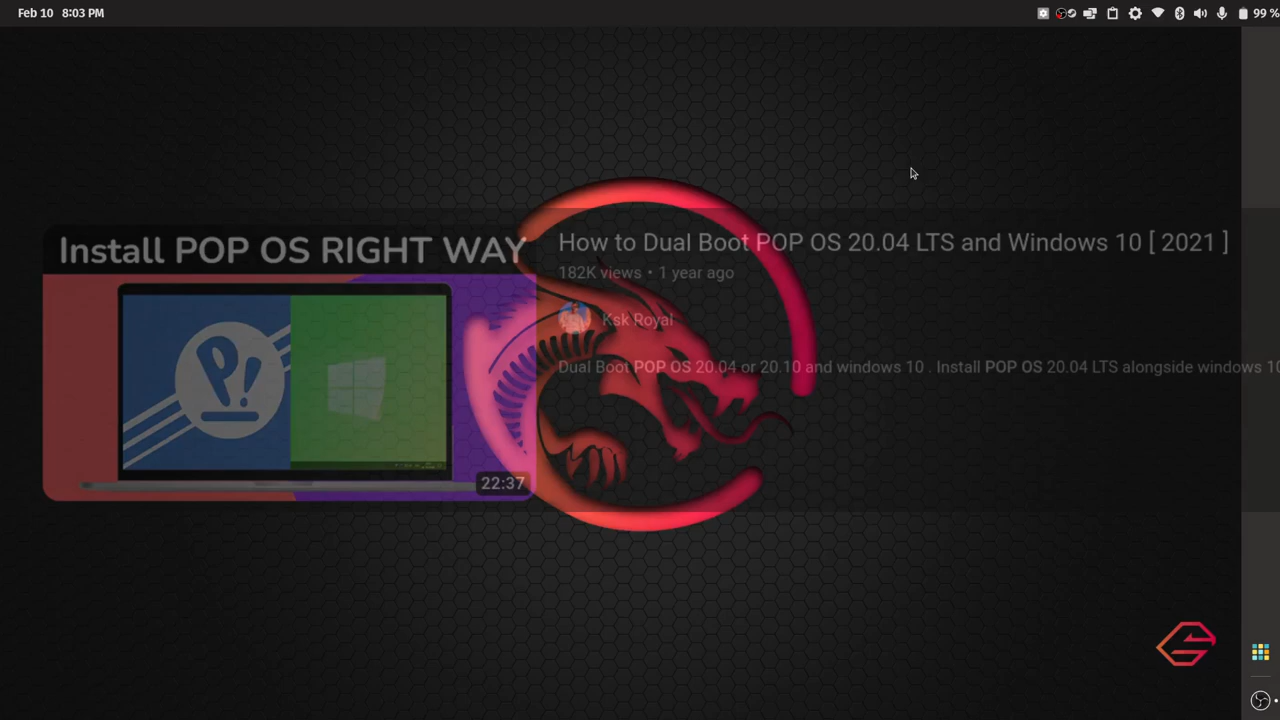 Feb 10 8:03 PM
99 %
Install POP OS RIGHT WAY
P!
22:37
How to Dual Boot POP OS 20.04 LTS and Windows 10 [ 2021 ]
182K views • 1 year ago
Ksk Royal
Dual Boot POP OS 20.04 or 20.10 and windows 10 . Install POP OS 20.04 LTS alongside windows 10